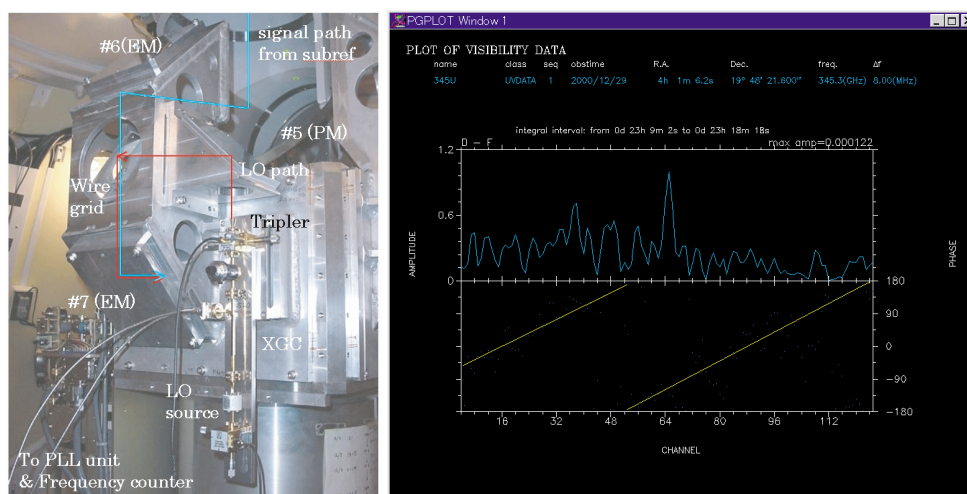 #6(EM)
signal path
from subref
#5 (PM)
LO path
Wire
grid
Tripler
#7 (EM)
XGC
LO
source
To PLL unit
& Frequency counter
PGPLOT Window 1
PLOT OF VISIBILITY DATA
name class seq obstime R.A. Dec. freq. Δf
345U UVDATA 1 2000/12/29 4h 1m 6.2s 19° 48' 21.600" 345.3(GHz) 8.00(MHz)
integral interval: from 0d 23h 9m 2s to 0d 23h 18m 18s
D - F max amp=0.000122
1.2
0.6
0
AMPLITUDE
PHASE
180
90
0
-90
-180
16 32 48 64 80 96 112
CHANNEL